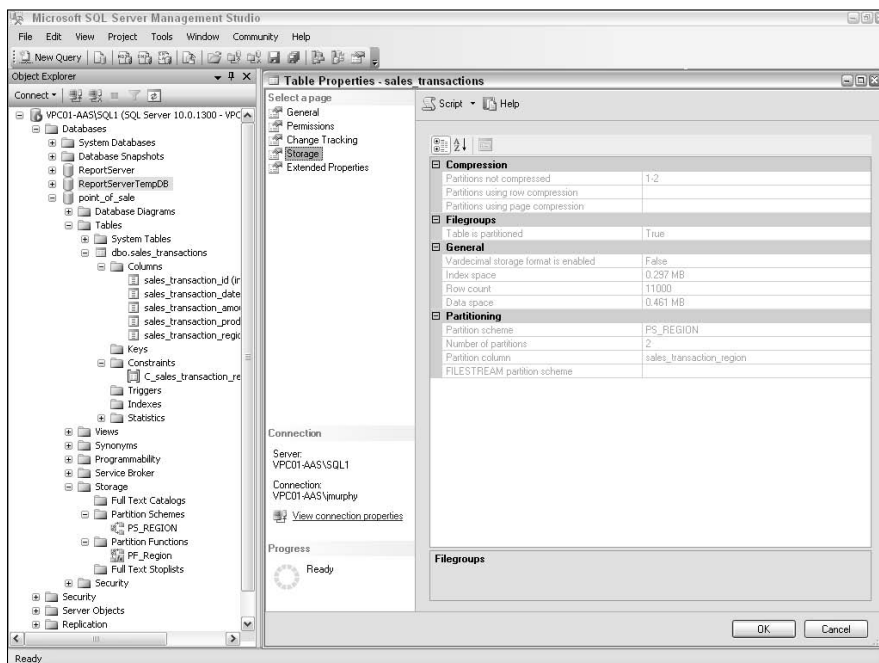 Microsoft SQL Server Management Studio
File Edit View Project Tools Window Community Help
New Query
Object Explorer
Connect
VPC01-AAS\SQL1 (SQL Server 10.0.1300 - VPC
Databases
System Databases
Database Snapshots
ReportServer
ReportServerTempDB
point_of_sale
Database Diagrams
Tables
System Tables
dbo.sales_transactions
Columns
sales_transaction_id (in
sales_transaction_date
sales_transaction_amou
sales_transaction_prod
sales_transaction_regic
Keys
Constraints
C_sales_transaction_re
Triggers
Indexes
Statistics
Views
Synonyms
Programmability
Service Broker
Storage
Full Text Catalogs
Partition Schemes
PS_REGION
Partition Functions
PF_Region
Full Text Stoplists
Security
Security
Server Objects
Replication
Ready
Table Properties - sales_transactions
Select a page
General
Permissions
Change Tracking
Storage
Extended Properties
Connection
Server:
VPC01-AAS\SQL1
Connection:
VPC01-AAS\jmurphy
View connection properties
Progress
Ready
Script Help
Compression
Partitions not compressed 1-2
Partitions using row compression
Partitions using page compression
Filegroups
Table is partitioned True
General
Vardecimal storage format is enabled False
Index space 0.297 MB
Row count 11000
Data space 0.461 MB
Partitioning
Partition scheme PS_REGION
Number of partitions 2
Partition column sales_transaction_region
FILESTREAM partition scheme
Filegroups
OK Cancel